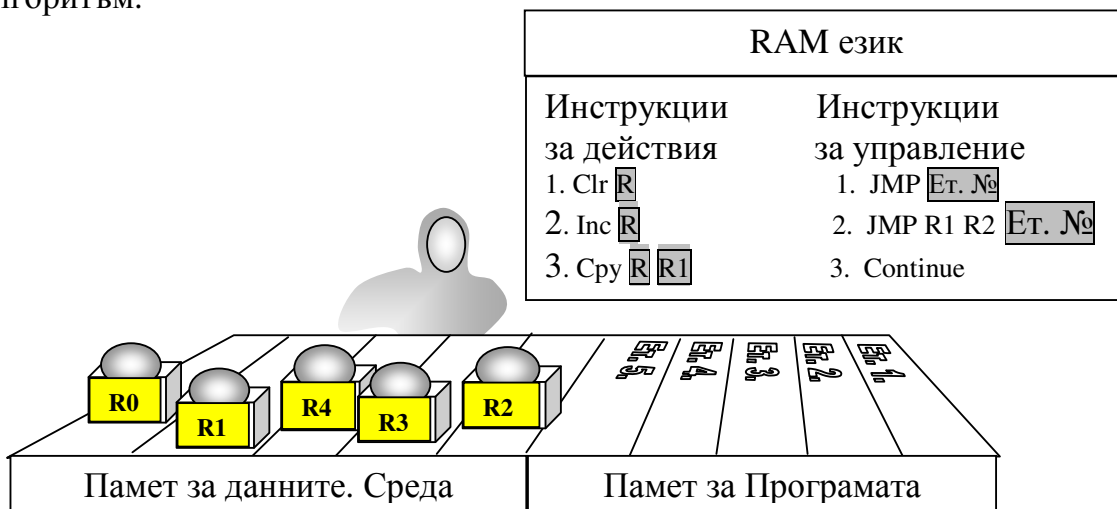 лгоритъм.
RAM език
Инструкции
за действия
1. Clr R
2. Inc R
3. Cpy R R1
Инструкции
за управление
1. JMP Ет. №
2. JMP R1 R2 Ет. №
3. Continue
R0
R1
R4
R3
R2
Ет. 5.
Ет. 4.
Ет. 3.
Ет. 2.
Ет. 1.
Памет за данните. Среда
Памет за Програмата